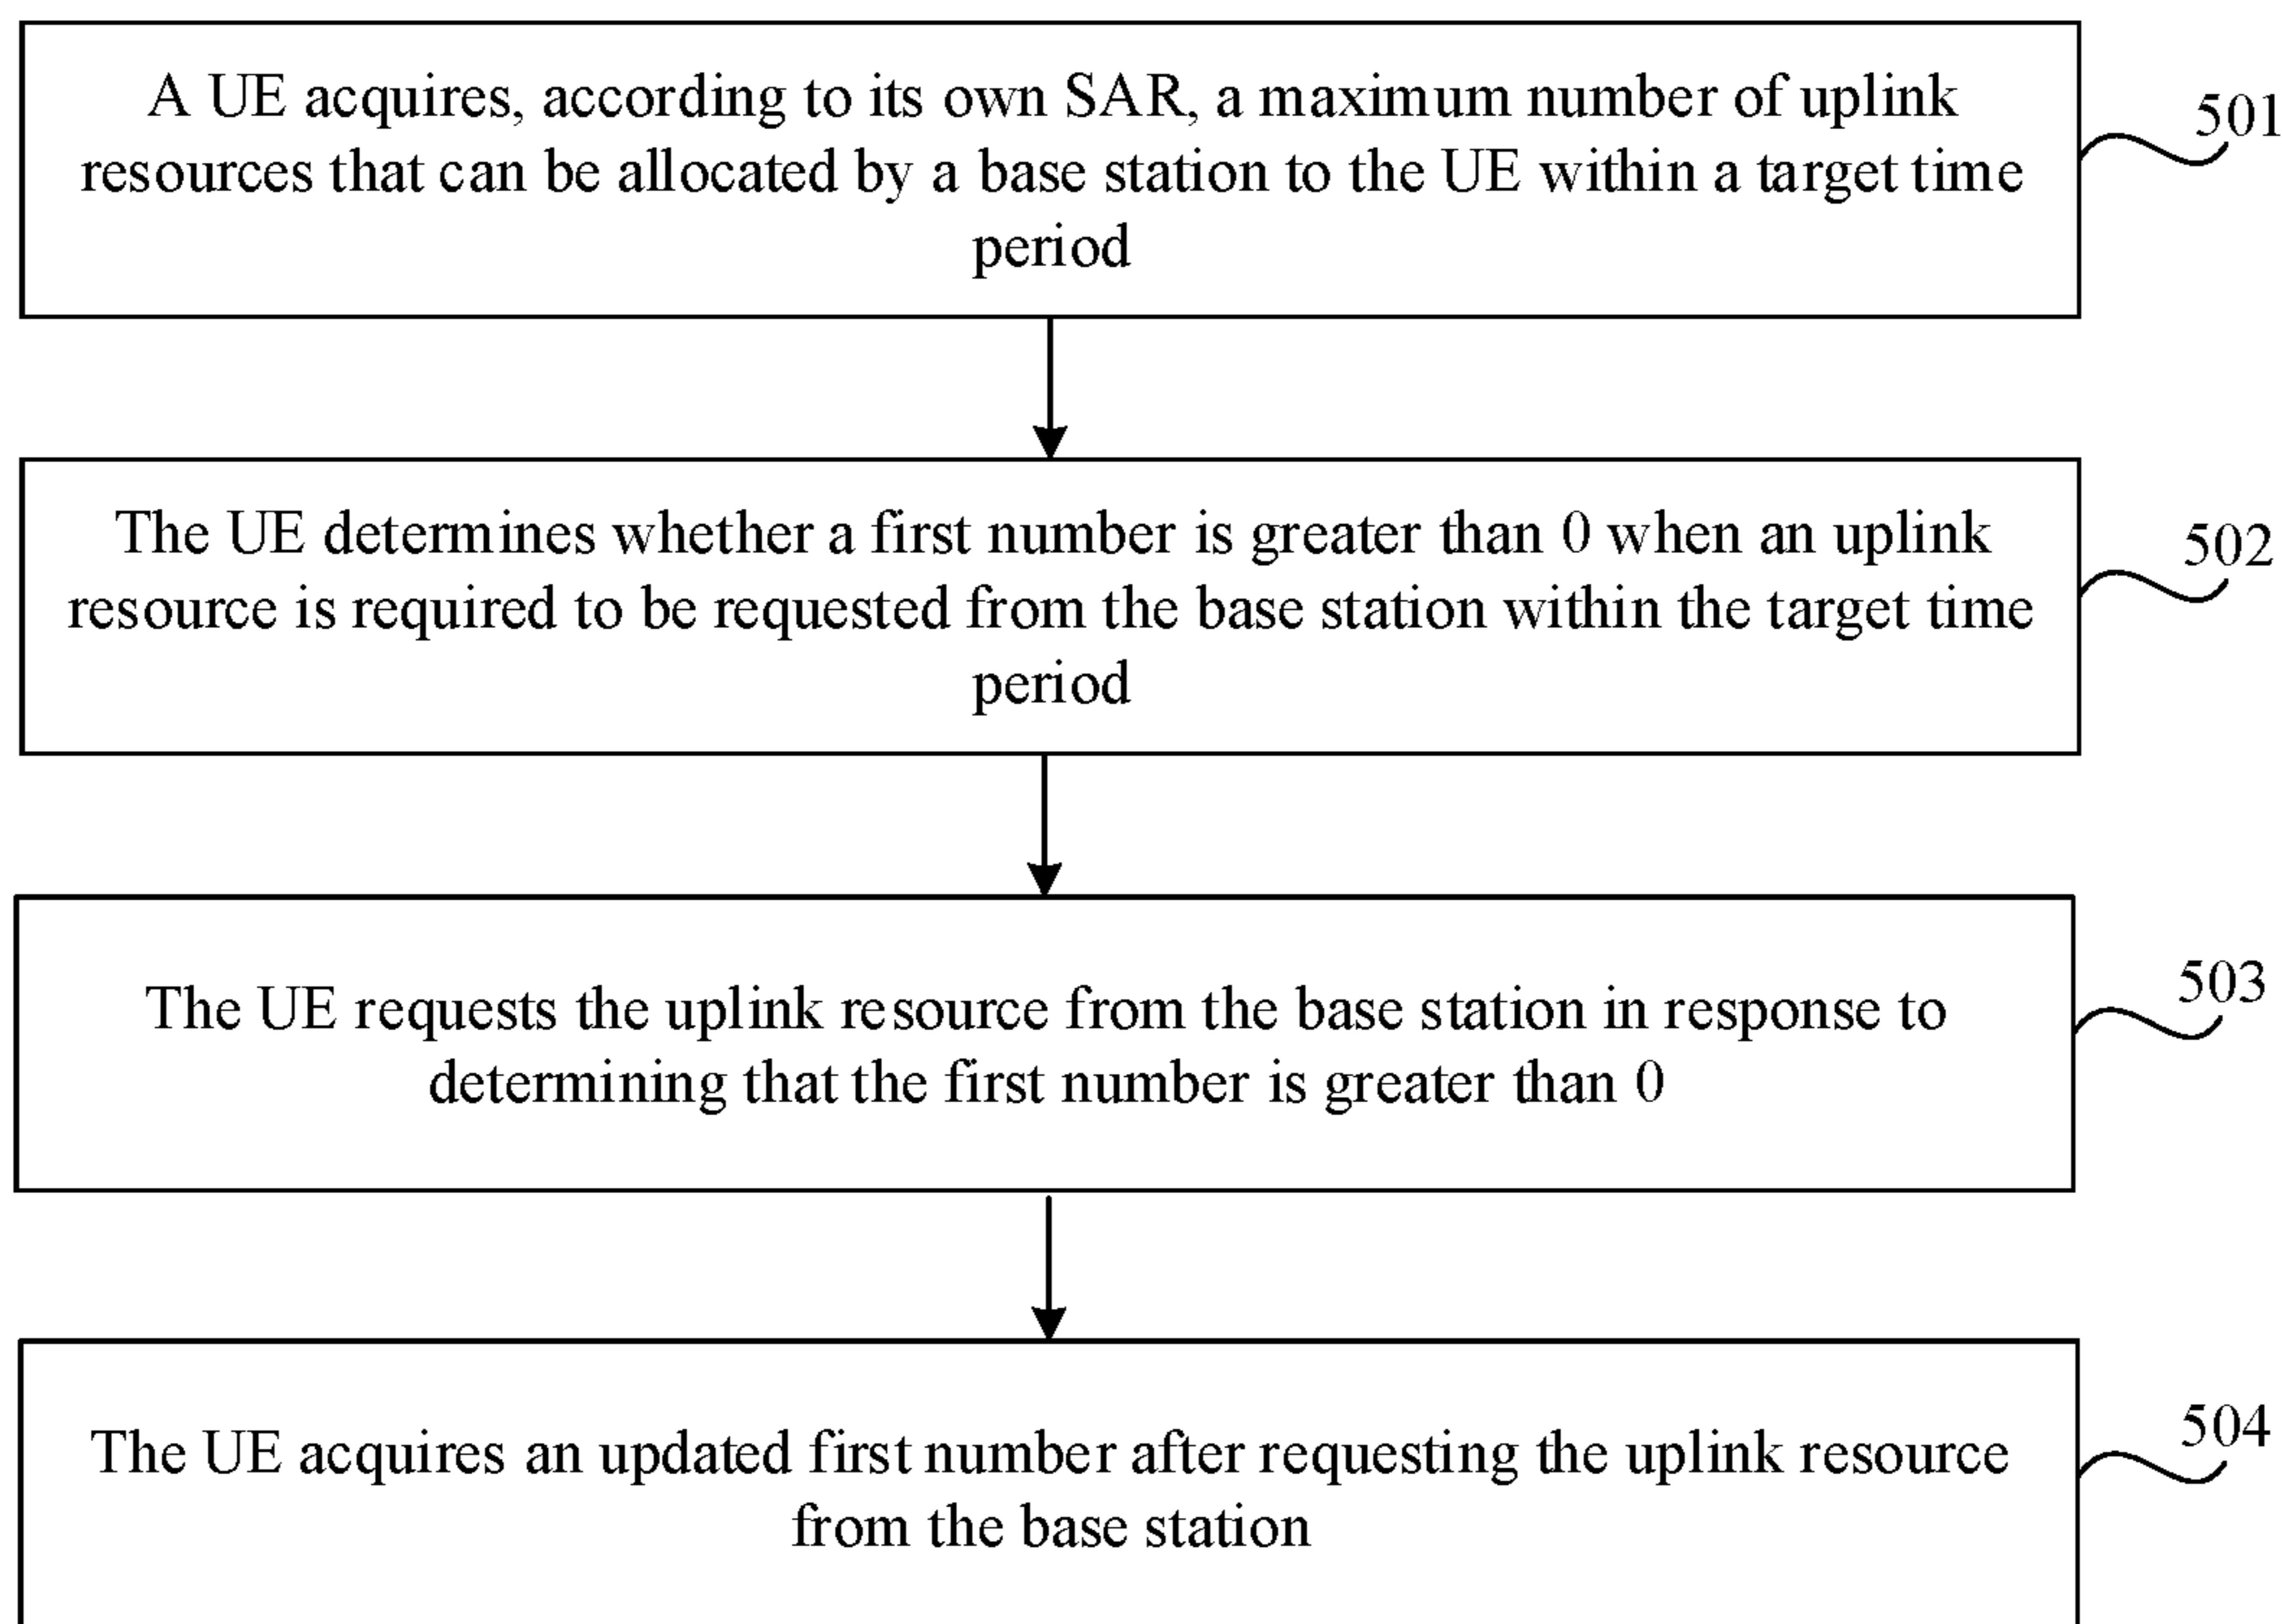 A UE acquires, according to its own SAR, a maximum number of uplink
resources that can be allocated by a base station to the UE within a target time
period
501
The UE determines whether a first number is greater than 0 when an uplink
resource is required to be requested from the base station within the target time
period
502
The UE requests the uplink resource from the base station in response to
determining that the first number is greater than 0
503
The UE acquires an updated first number after requesting the uplink resource
from the base station
504